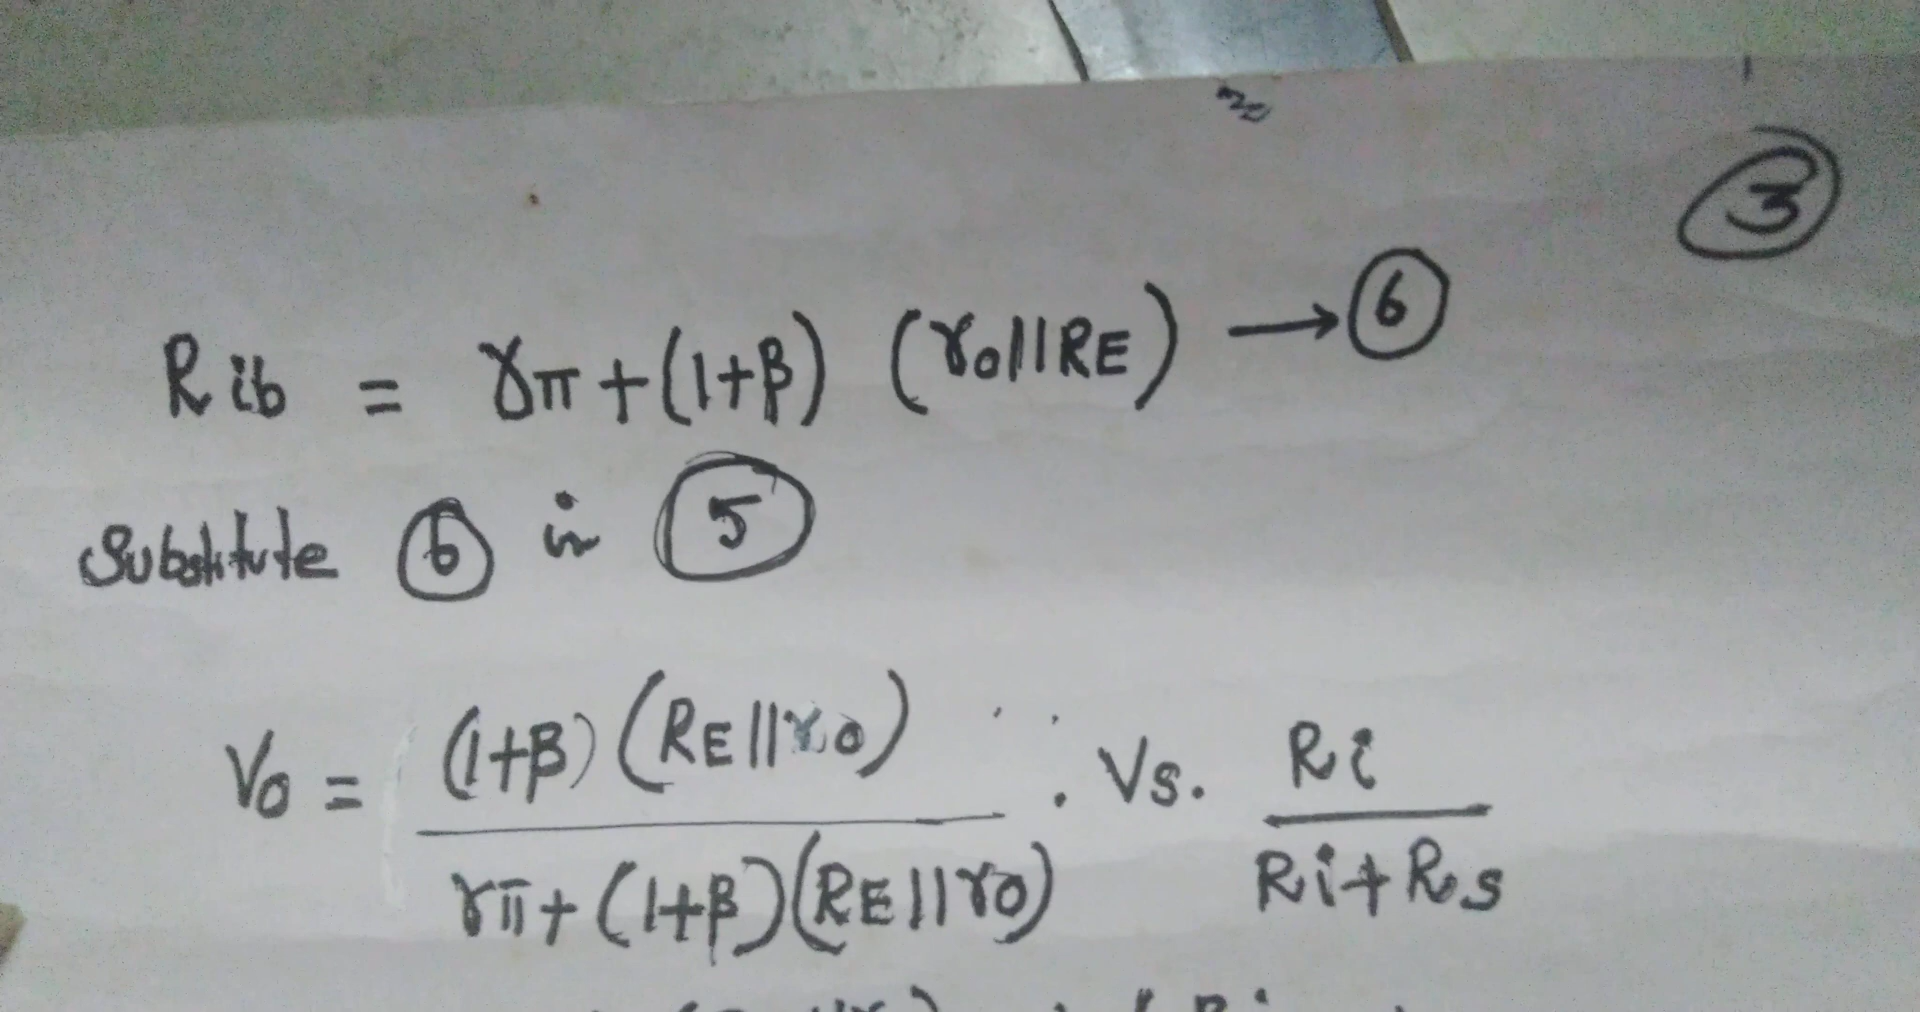 ③
Rib = rπ + (1+β) (ro||RE) → ⑥
Substitute ⑥ in ⑤
Vo = (1+β)(RE||ro) / rπ + (1+β)(RE||ro) . Vs. Ri / Ri+Rs